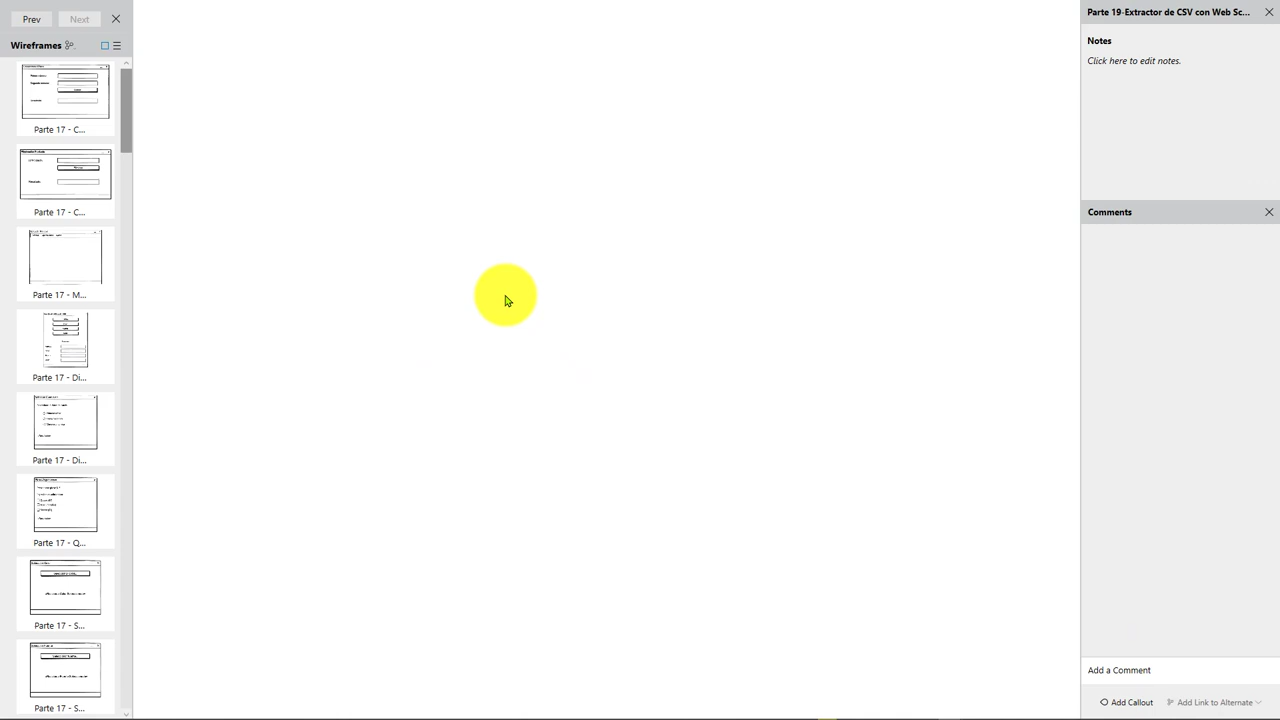 Prev
Next
Wireframes
Parte 17 - C...
Parte 17 - C...
Parte 17 - M...
Parte 17 - Di...
Parte 17 - Di...
Parte 17 - Q...
Parte 17 - S...
Parte 17 - S...
Parte 19-Extractor de CSV con Web Sc...
Notes
Click here to edit notes.
Comments
Add a Comment
Add Callout
Add Link to Alternate